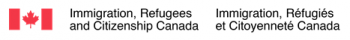 Immigration, Refugees
and Citizenship Canada
Immigration, Réfugiés
et Citoyenneté Canada